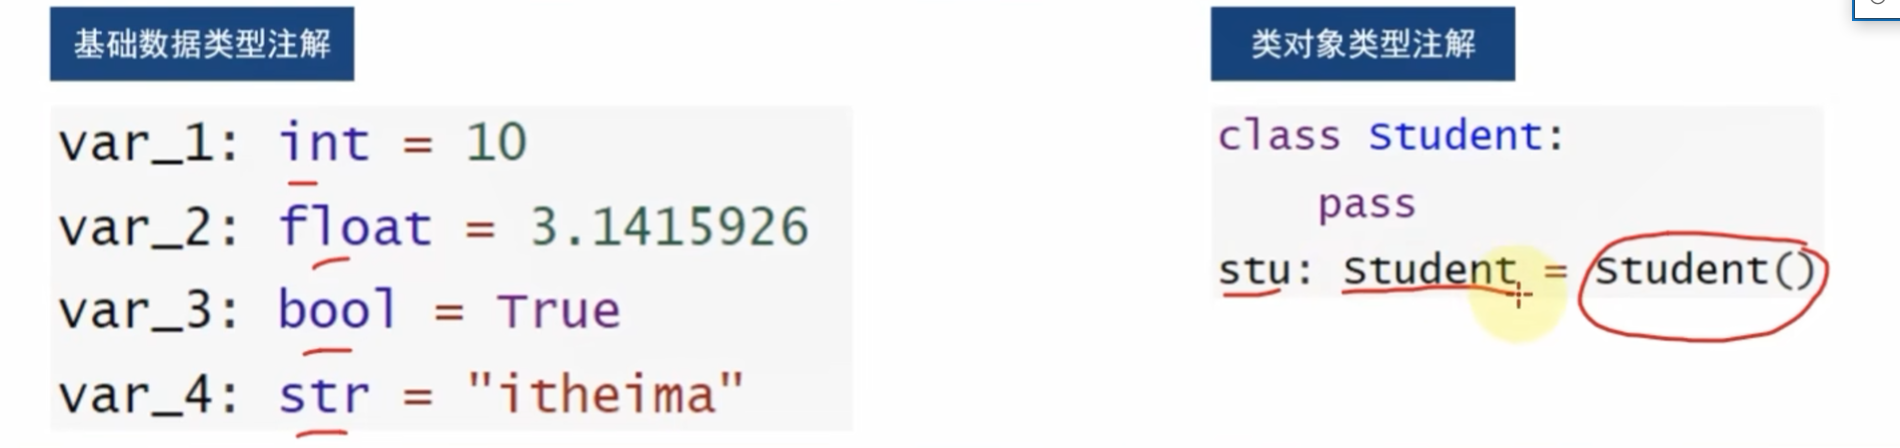 基础数据类型注解
var_1: int = 10
var_2: float = 3.1415926
var_3: bool = True
var_4: str = "itheima"
类对象类型注解
class Student:
    pass
stu: Student = Student()